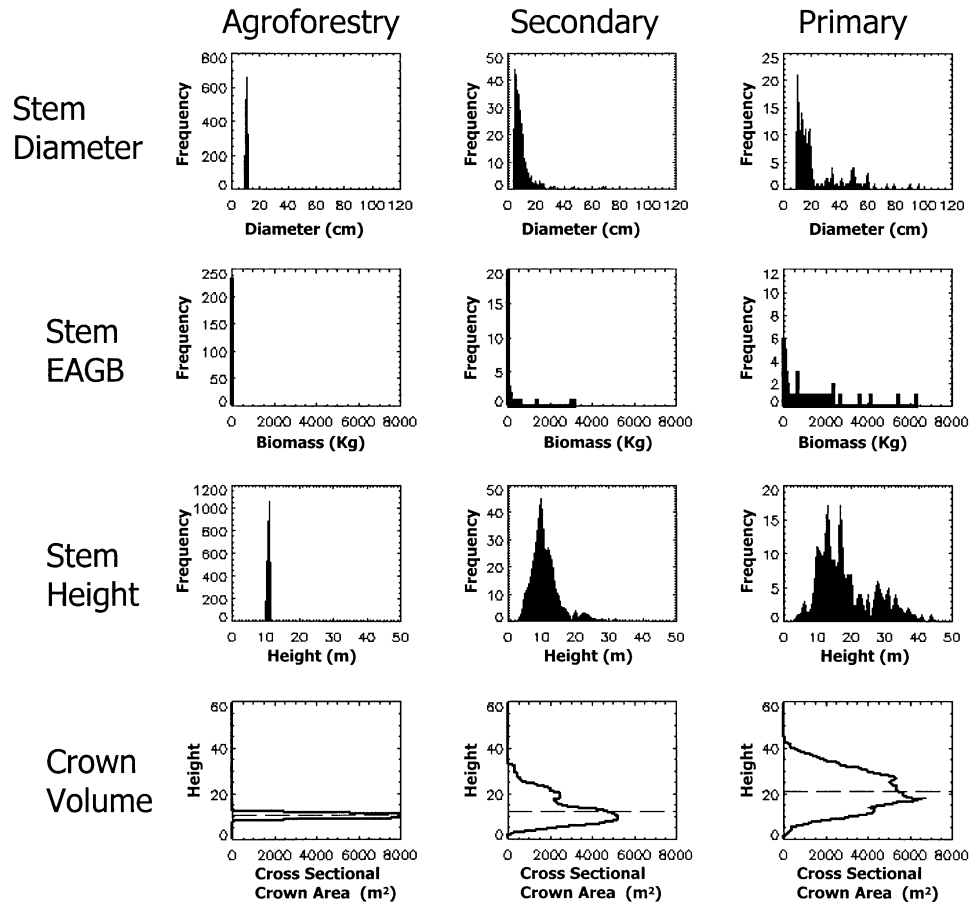 Agroforestry
Secondary
Primary
Stem
Diameter
Frequency
800
600
400
200
0
0 20 40 60 80 100 120
Diameter (cm)
Frequency
50
40
30
20
10
0
0 20 40 60 80 100 120
Diameter (cm)
Frequency
25
20
15
10
5
0
0 20 40 60 80 100 120
Diameter (cm)
Stem
EAGB
Frequency
250
200
150
100
50
0
0 2000 4000 6000 8000
Biomass (Kg)
Frequency
20
15
10
5
0
0 2000 4000 6000 8000
Biomass (Kg)
Frequency
12
10
8
6
4
2
0
0 2000 4000 6000 8000
Biomass (Kg)
Stem
Height
Frequency
1200
1000
800
600
400
200
0
0 10 20 30 40 50
Height (m)
Frequency
50
40
30
20
10
0
0 10 20 30 40 50
Height (m)
Frequency
20
15
10
5
0
0 10 20 30 40 50
Height (m)
Crown
Volume
Height
60
40
20
0
0 2000 4000 6000 8000
Cross Sectional
Crown Area (m²)
Height
60
40
20
0
0 2000 4000 6000 8000
Cross Sectional
Crown Area (m²)
Height
60
40
20
0
0 2000 4000 6000 8000
Cross Sectional
Crown Area (m²)